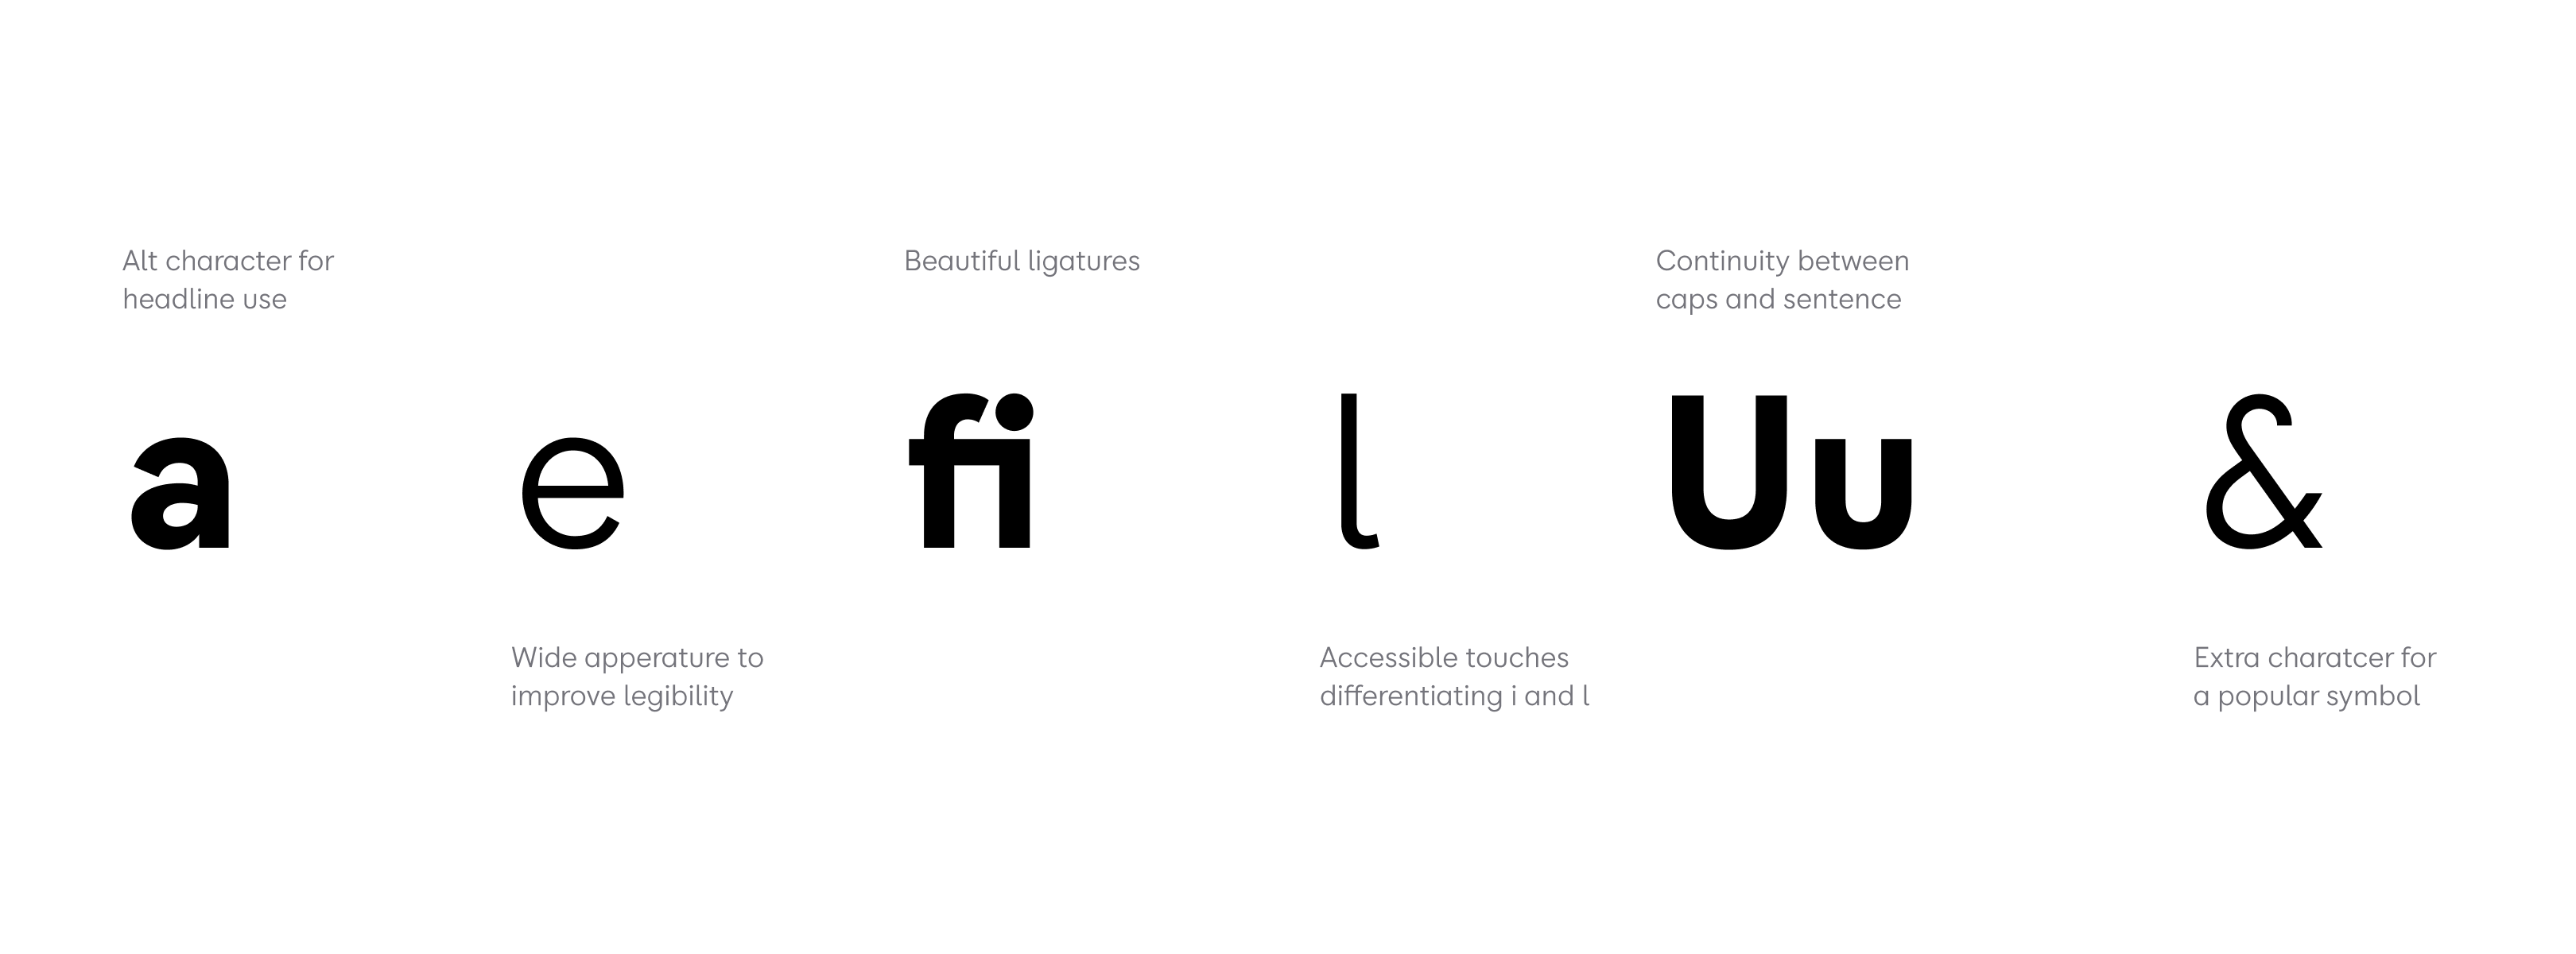 Alt character for
headline use
Beautiful ligatures
Continuity between
caps and sentence
a
e
fi
l
Uu
&
Wide apperature to
improve legibility
Accessible touches
differentiating i and l
Extra charatcer for
a popular symbol